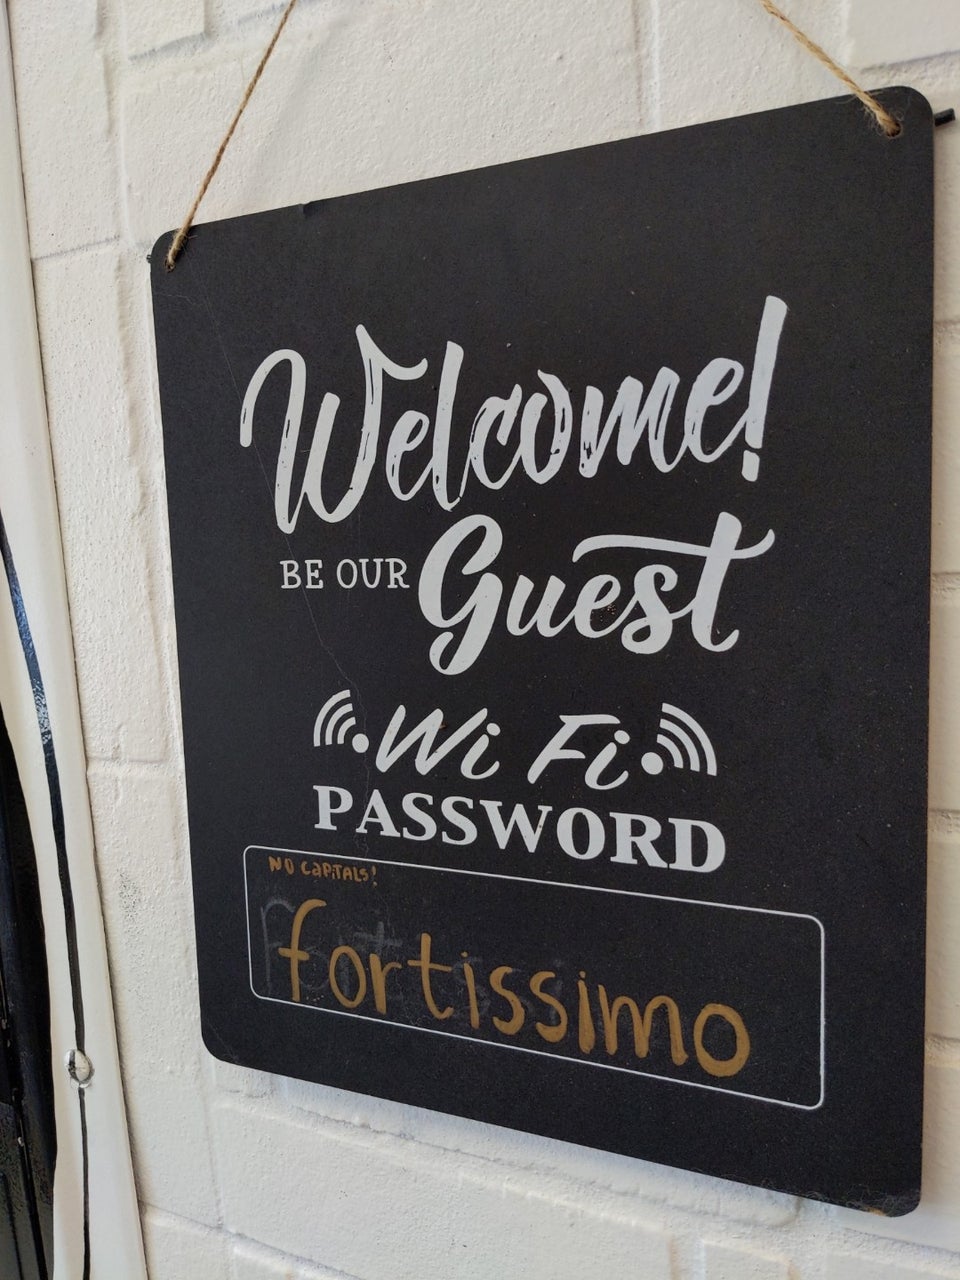 Welcome!
BE OUR Guest
Wi Fi
PASSWORD
NO CAPITALS!
fortissimo